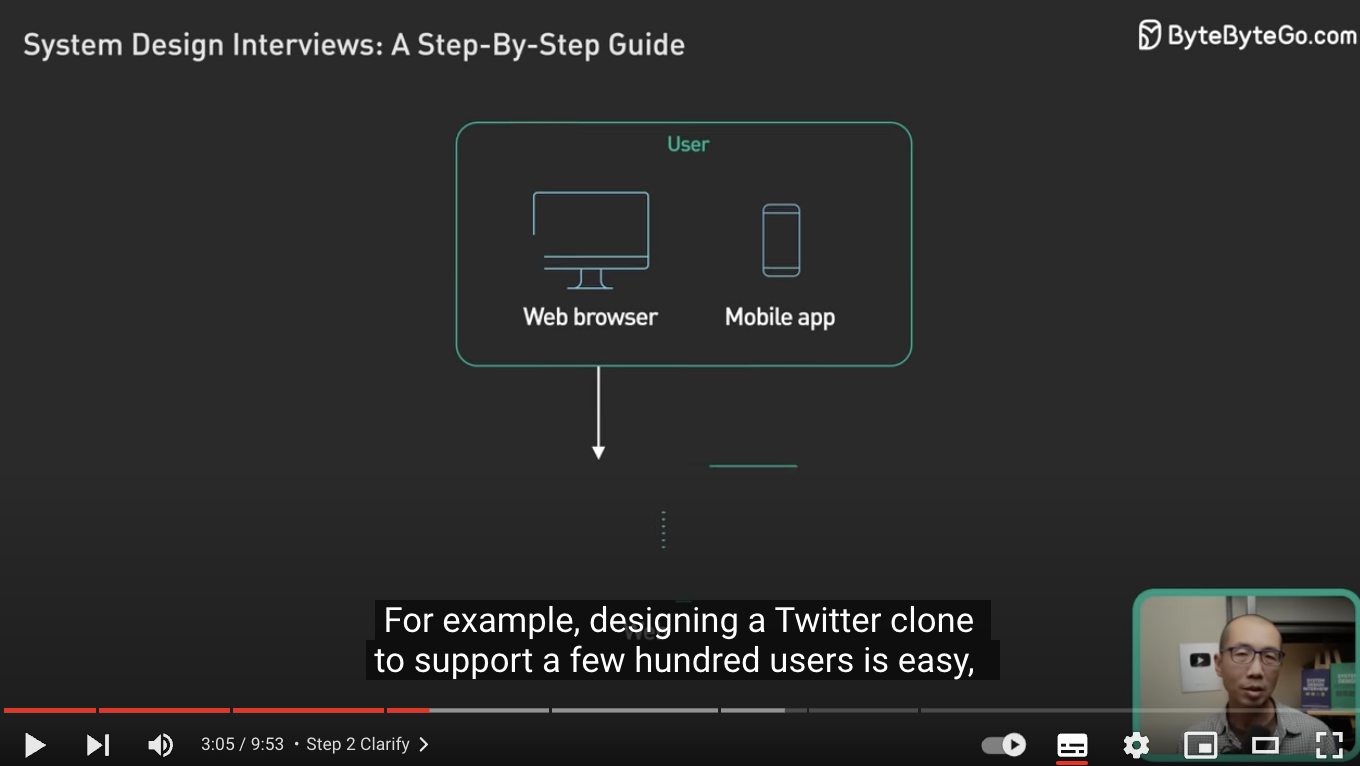 System Design Interviews: A Step-By-Step Guide
ByteByteGo.com
User
Web browser
Mobile app
For example, designing a Twitter clone
to support a few hundred users is easy,
3:05 / 9:53 • Step 2 Clarify